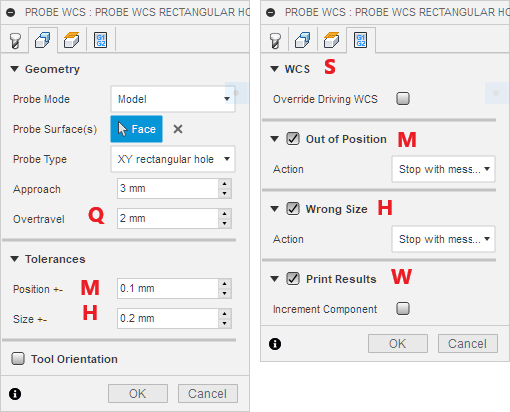 PROBE WCS : PROBE WCS RECTANGULAR HO
Geometry
Probe Mode Model
Probe Surface(s) Face
Probe Type XY rectangular hole
Approach 3 mm
Overtravel Q 2 mm
Tolerances
Position +- M 0.1 mm
Size +- H 0.2 mm
Tool Orientation
OK Cancel
PROBE WCS : PROBE WCS RECTANGULAR HO
G1
G2
WCS S
Override Driving WCS
Out of Position M
Action Stop with mess...
Wrong Size H
Action Stop with mess...
Print Results W
Increment Component
OK Cancel